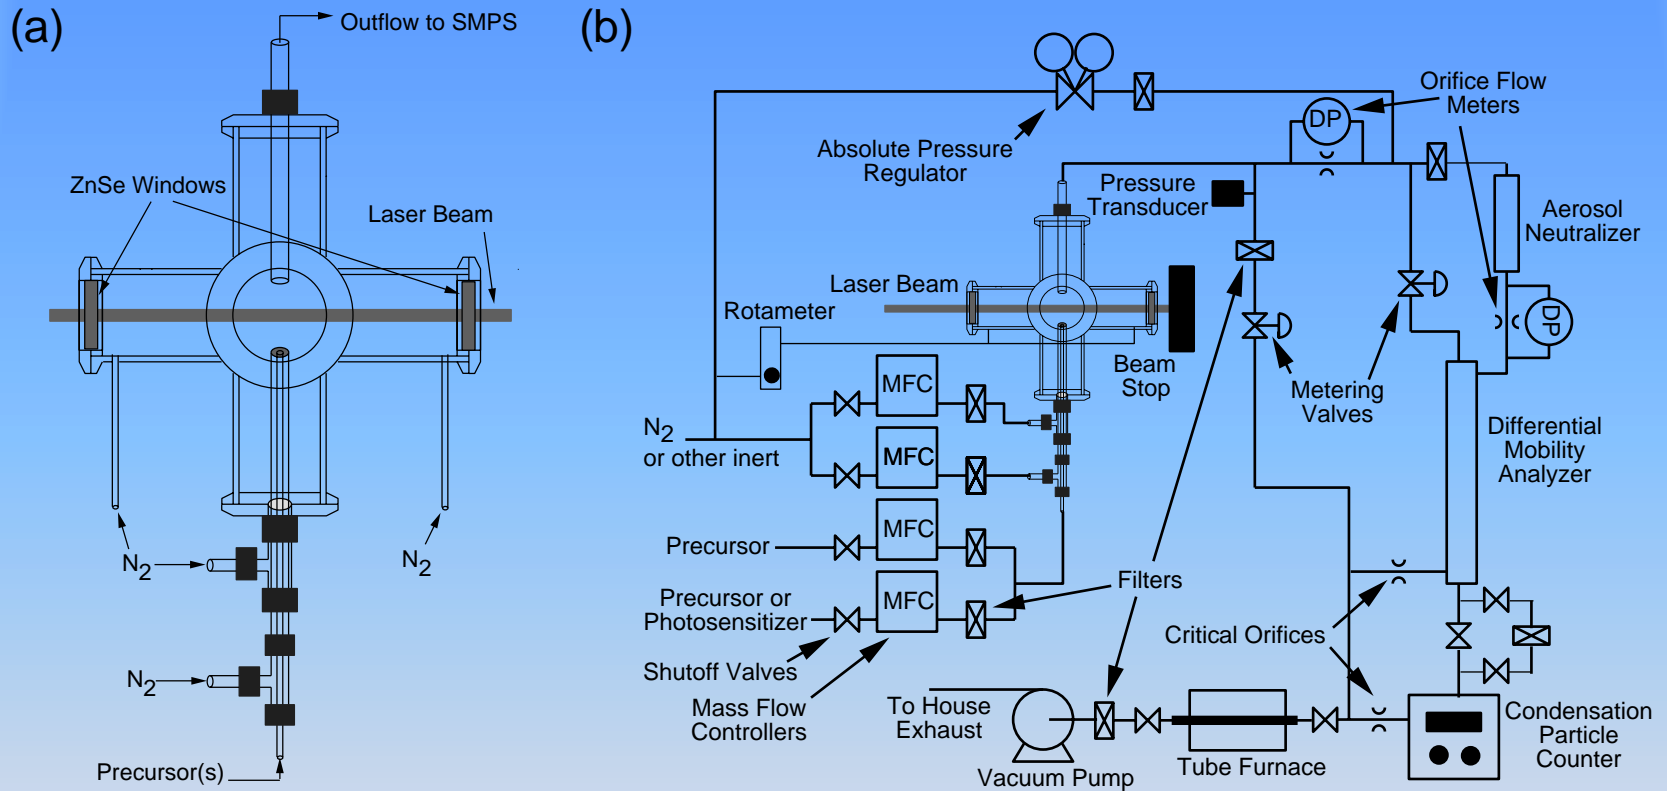 (a)
Outflow to SMPS
ZnSe Windows
Laser Beam
N2
N2
N2
Precursor(s)
(b)
Orifice Flow
Meters
DP
Absolute Pressure
Regulator
Pressure
Transducer
Aerosol
Neutralizer
Laser Beam
Rotameter
DP
Beam
Stop
MFC
Metering
Valves
N2
or other inert
MFC
Differential
Mobility
Analyzer
MFC
Precursor
Filters
Precursor or
Photosensitizer
MFC
Critical Orifices
Shutoff Valves
Mass Flow
Controllers
To House
Exhaust
Condensation
Particle
Counter
Vacuum Pump
Tube Furnace